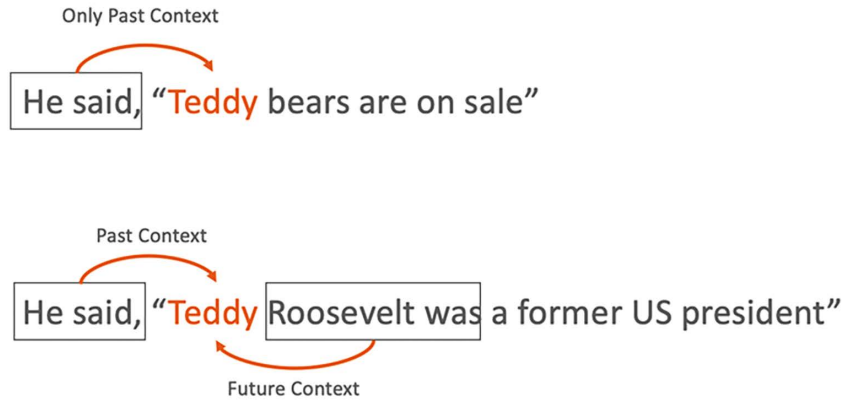 Only Past Context
He said, “Teddy bears are on sale”
Past Context
He said, “Teddy Roosevelt was a former US president”
Future Context